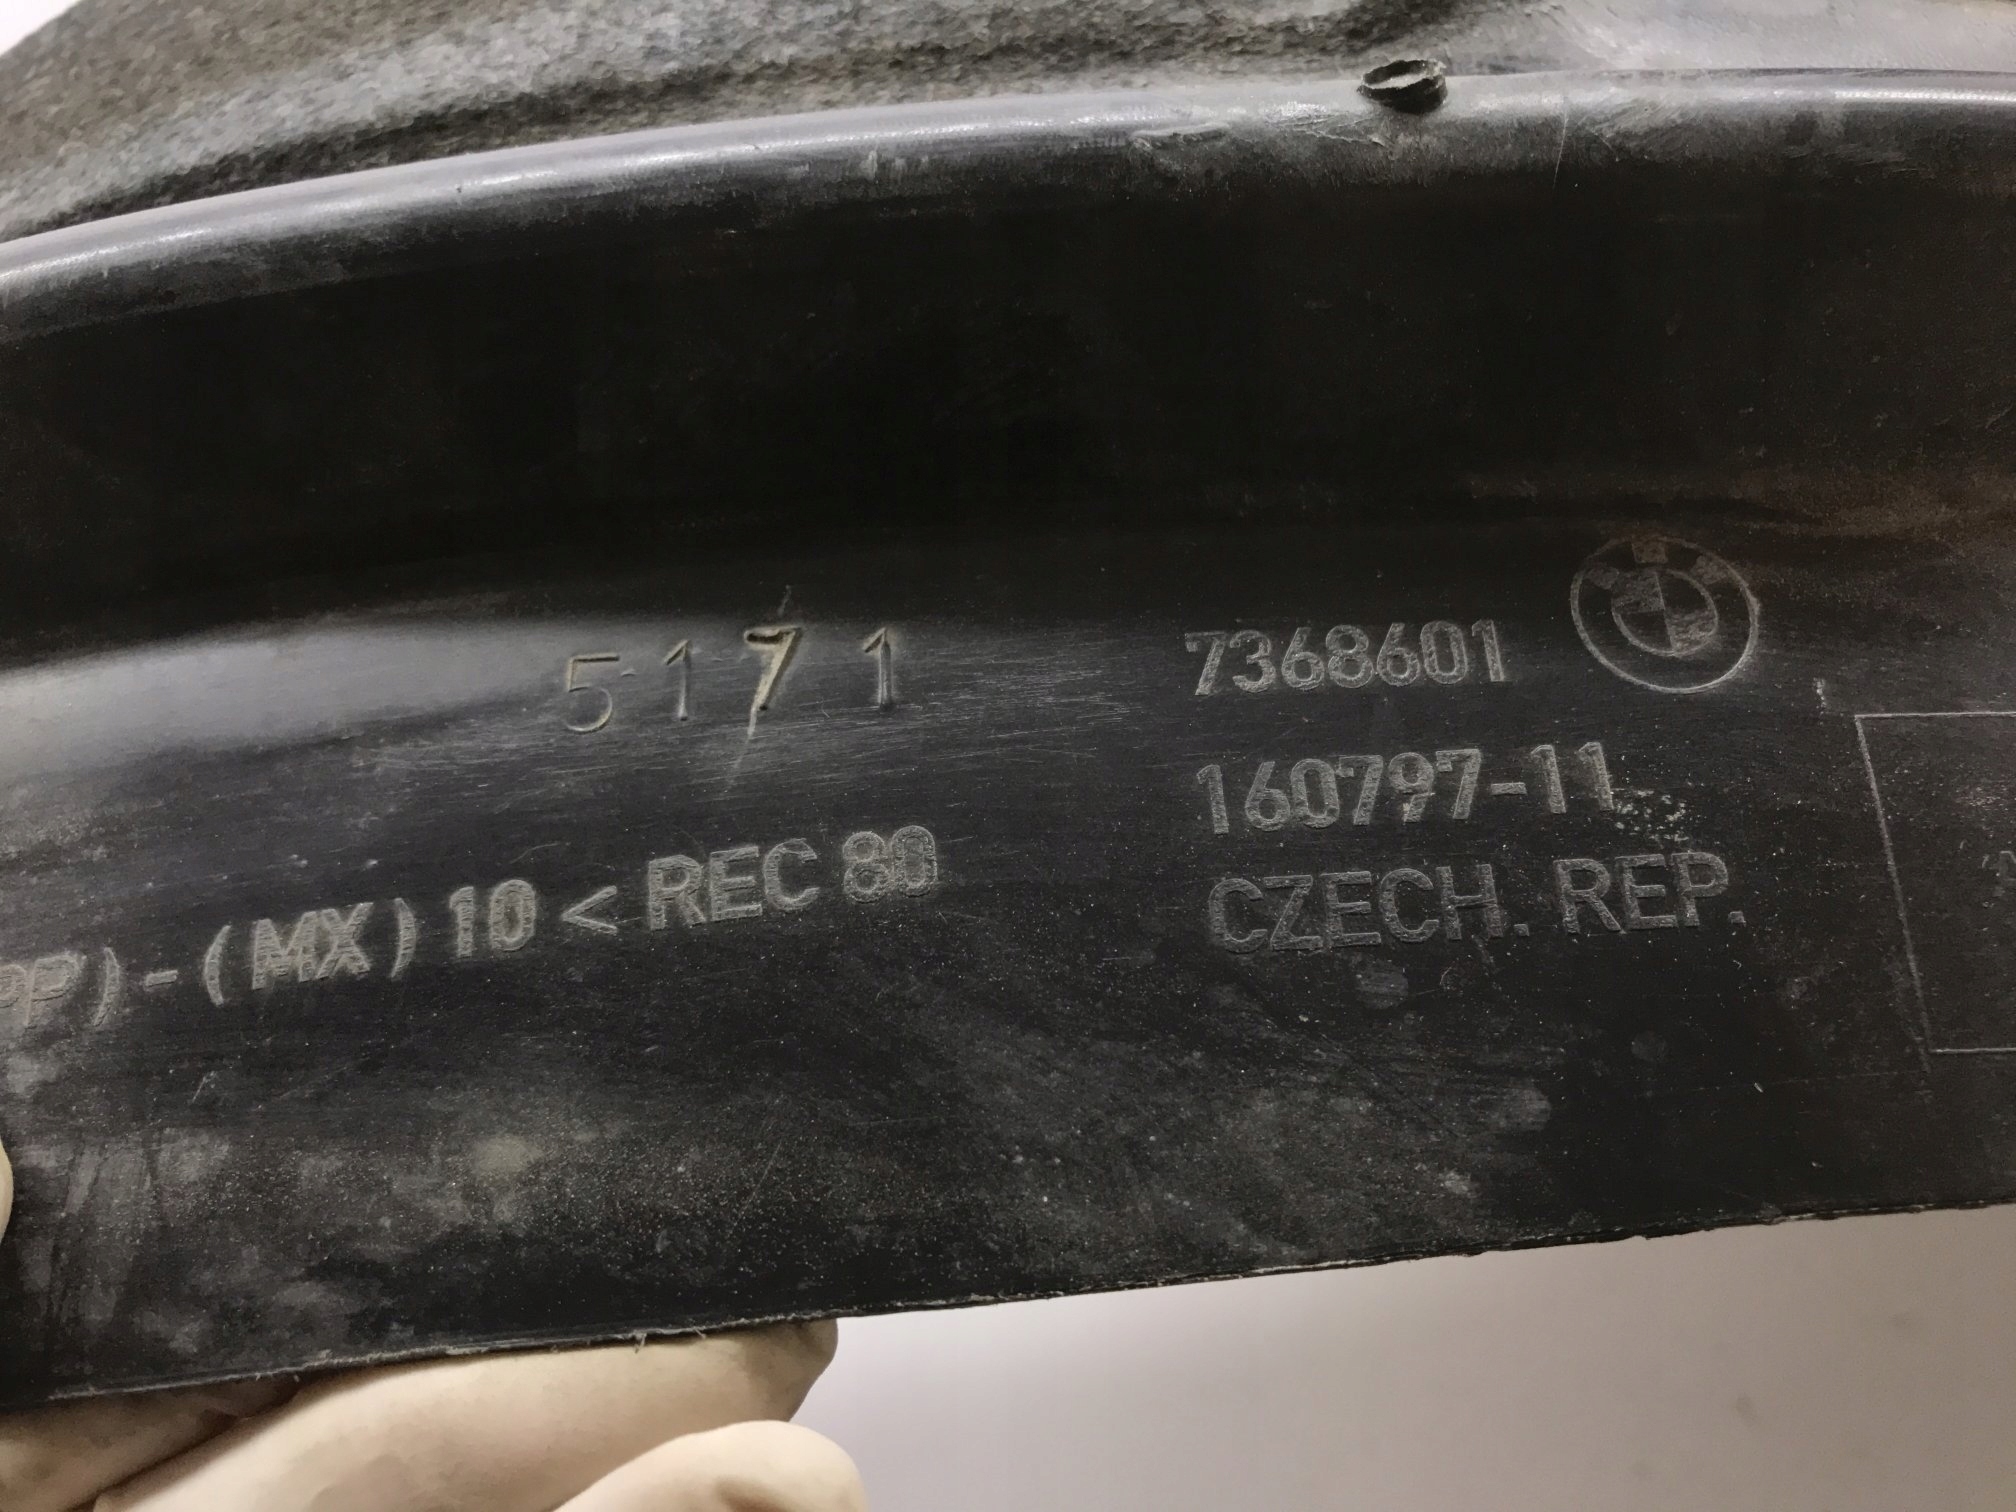 5171
7368601
160797-11
PP)-(MX) 10 < REC 80
CZECH. REP.